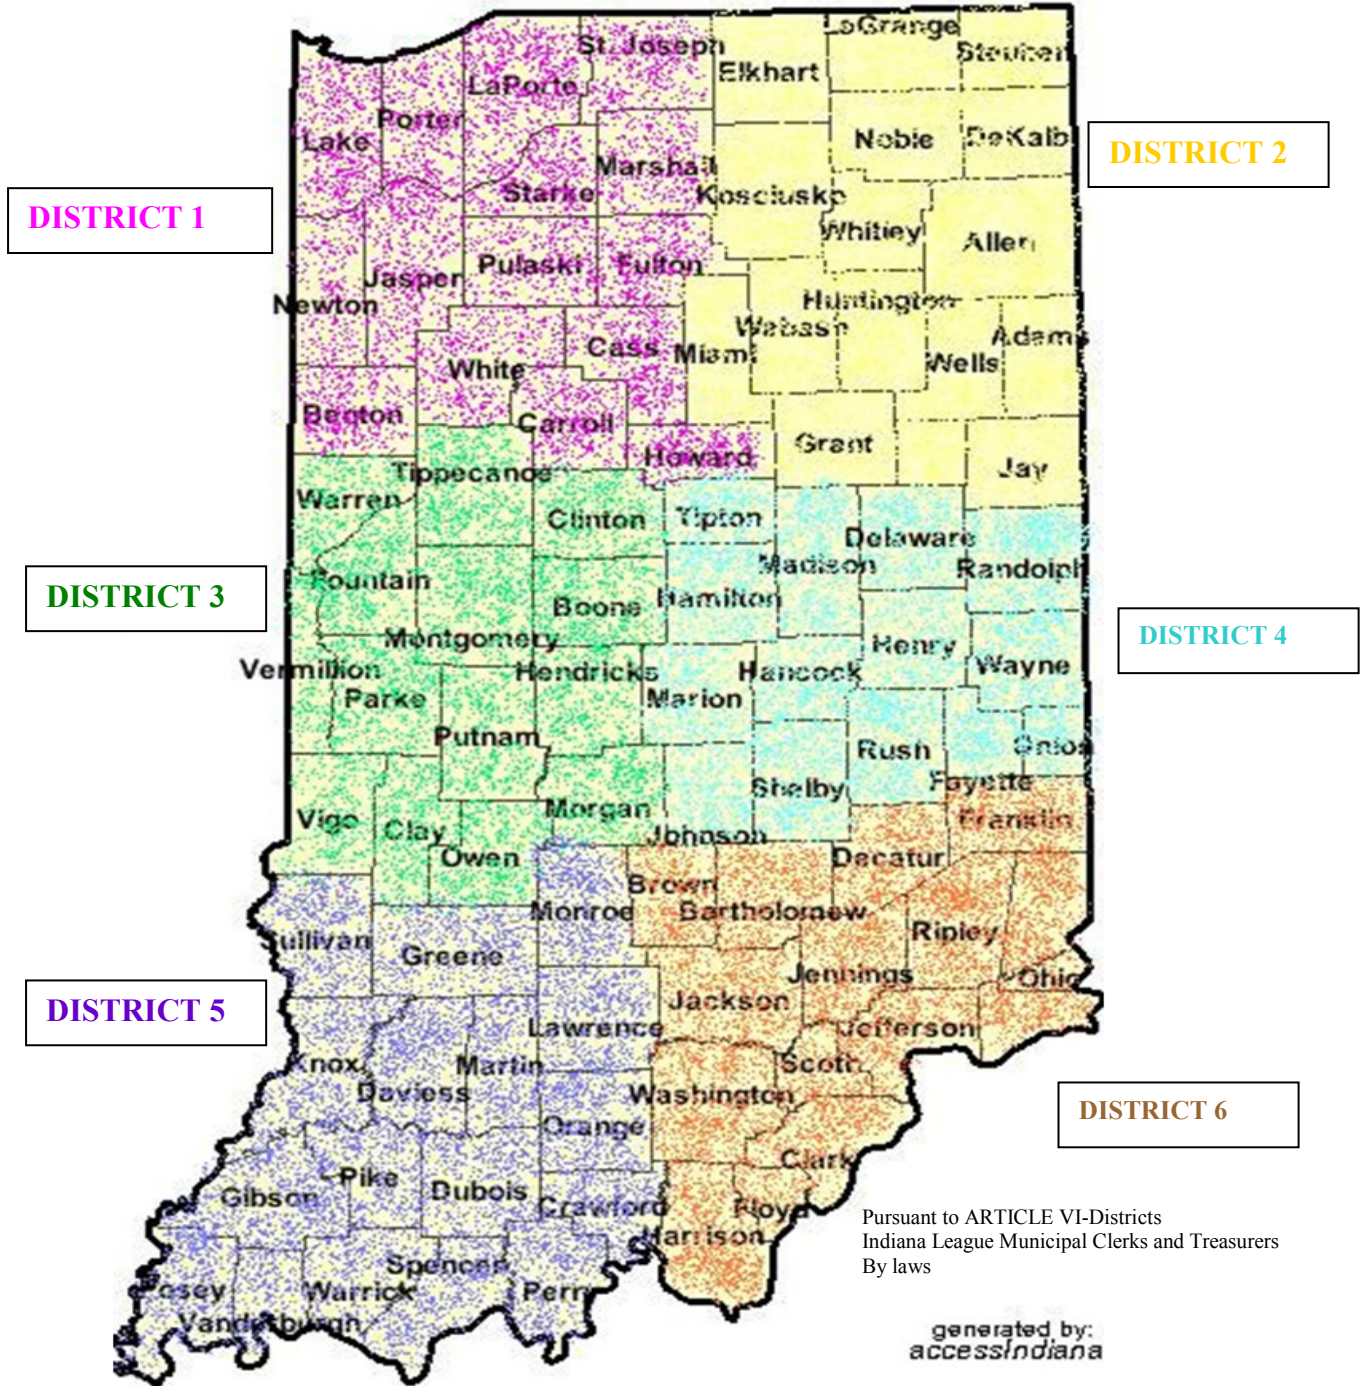 LaGrange
St. Joseph
Steuben
Elkhart
LaPorte
Porter
Lake
Noble
DeKalb
DISTRICT 2
Marshall
Starke
Kosciusko
DISTRICT 1
Whitley
Allen
Pulaski
Fulton
Jasper
Newton
Huntington
Wabash
Adams
Cass
Miami
White
Wells
Benton
Carroll
Grant
Howard
Jay
Tippecanoe
Warren
Clinton
Tipton
Delaware
Madison
Randolph
Fountain
DISTRICT 3
Boone
Hamilton
Montgomery
DISTRICT 4
Henry
Wayne
Vermillion
Hendricks
Hancock
Parke
Marion
Putnam
Rush
Union
Shelby
Fayette
Vigo
Clay
Morgan
Franklin
Johnson
Owen
Decatur
Brown
Monroe
Bartholomew
Ripley
Sullivan
Greene
Jennings
Ohio
Jackson
DISTRICT 5
Lawrence
Jefferson
Knox
Martin
Scott
Daviess
Washington
DISTRICT 6
Orange
Clark
Pike
Gibson
Dubois
Crawford
Floyd
Harrison
Pursuant to ARTICLE VI-Districts
Indiana League Municipal Clerks and Treasurers
By laws
Spencer
Posey
Warrick
Perry
Vanderburgh
generated by:
accessIndiana